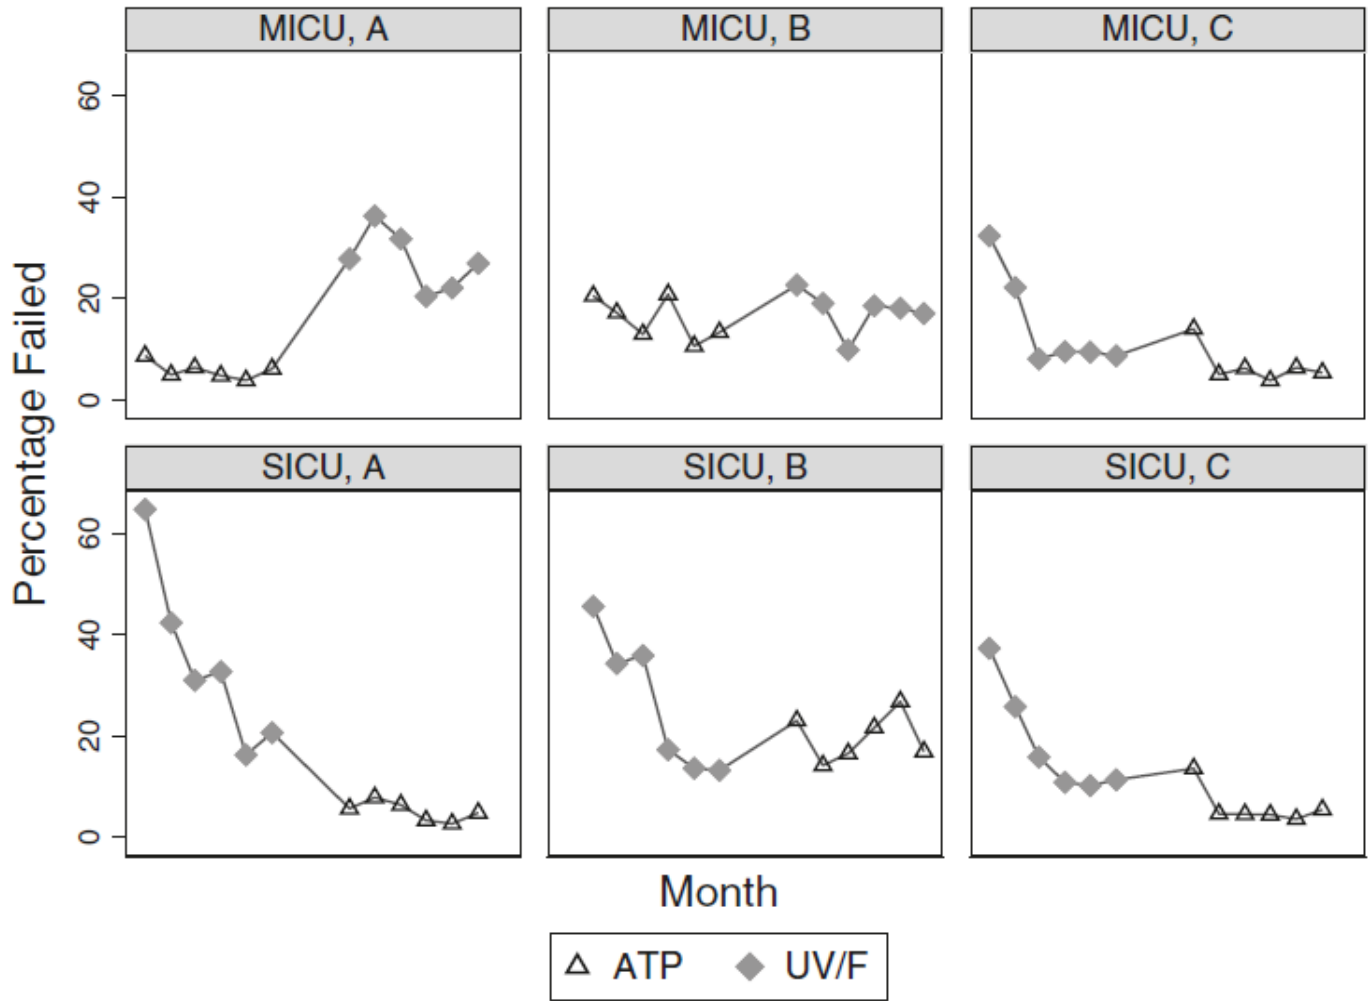 MICU, A
MICU, B
MICU, C
60
40
20
0
Percentage Failed
SICU, A
SICU, B
SICU, C
60
40
20
0
Month
ATP
UV/F